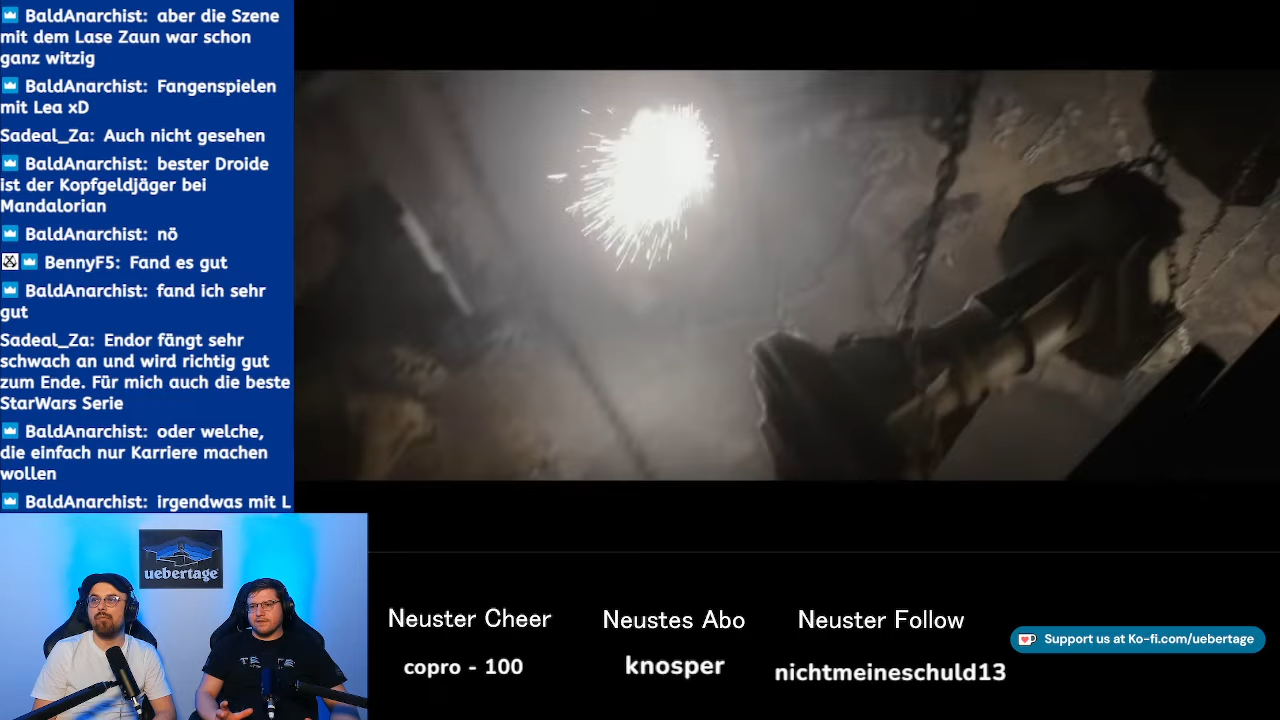 BaldAnarchist: aber die Szene
mit dem Lase Zaun war schon
ganz witzig
BaldAnarchist: Fangenspielen
mit Lea xD
Sadeal_Za: Auch nicht gesehen
BaldAnarchist: bester Droide
ist der Kopfgeldjäger bei
Mandalorian
BaldAnarchist: nö
BennyF5: Fand es gut
BaldAnarchist: fand ich sehr
gut
Sadeal_Za: Endor fängt sehr
schwach an und wird richtig gut
zum Ende. Für mich auch die beste
StarWars Serie
BaldAnarchist: oder welche,
die einfach nur Karriere machen
wollen
BaldAnarchist: irgendwas mit L
uebertage
Neuster Cheer
copro - 100
Neustes Abo
knosper
Neuster Follow
nichtmeineschuld13
Support us at Ko-fi.com/uebertage